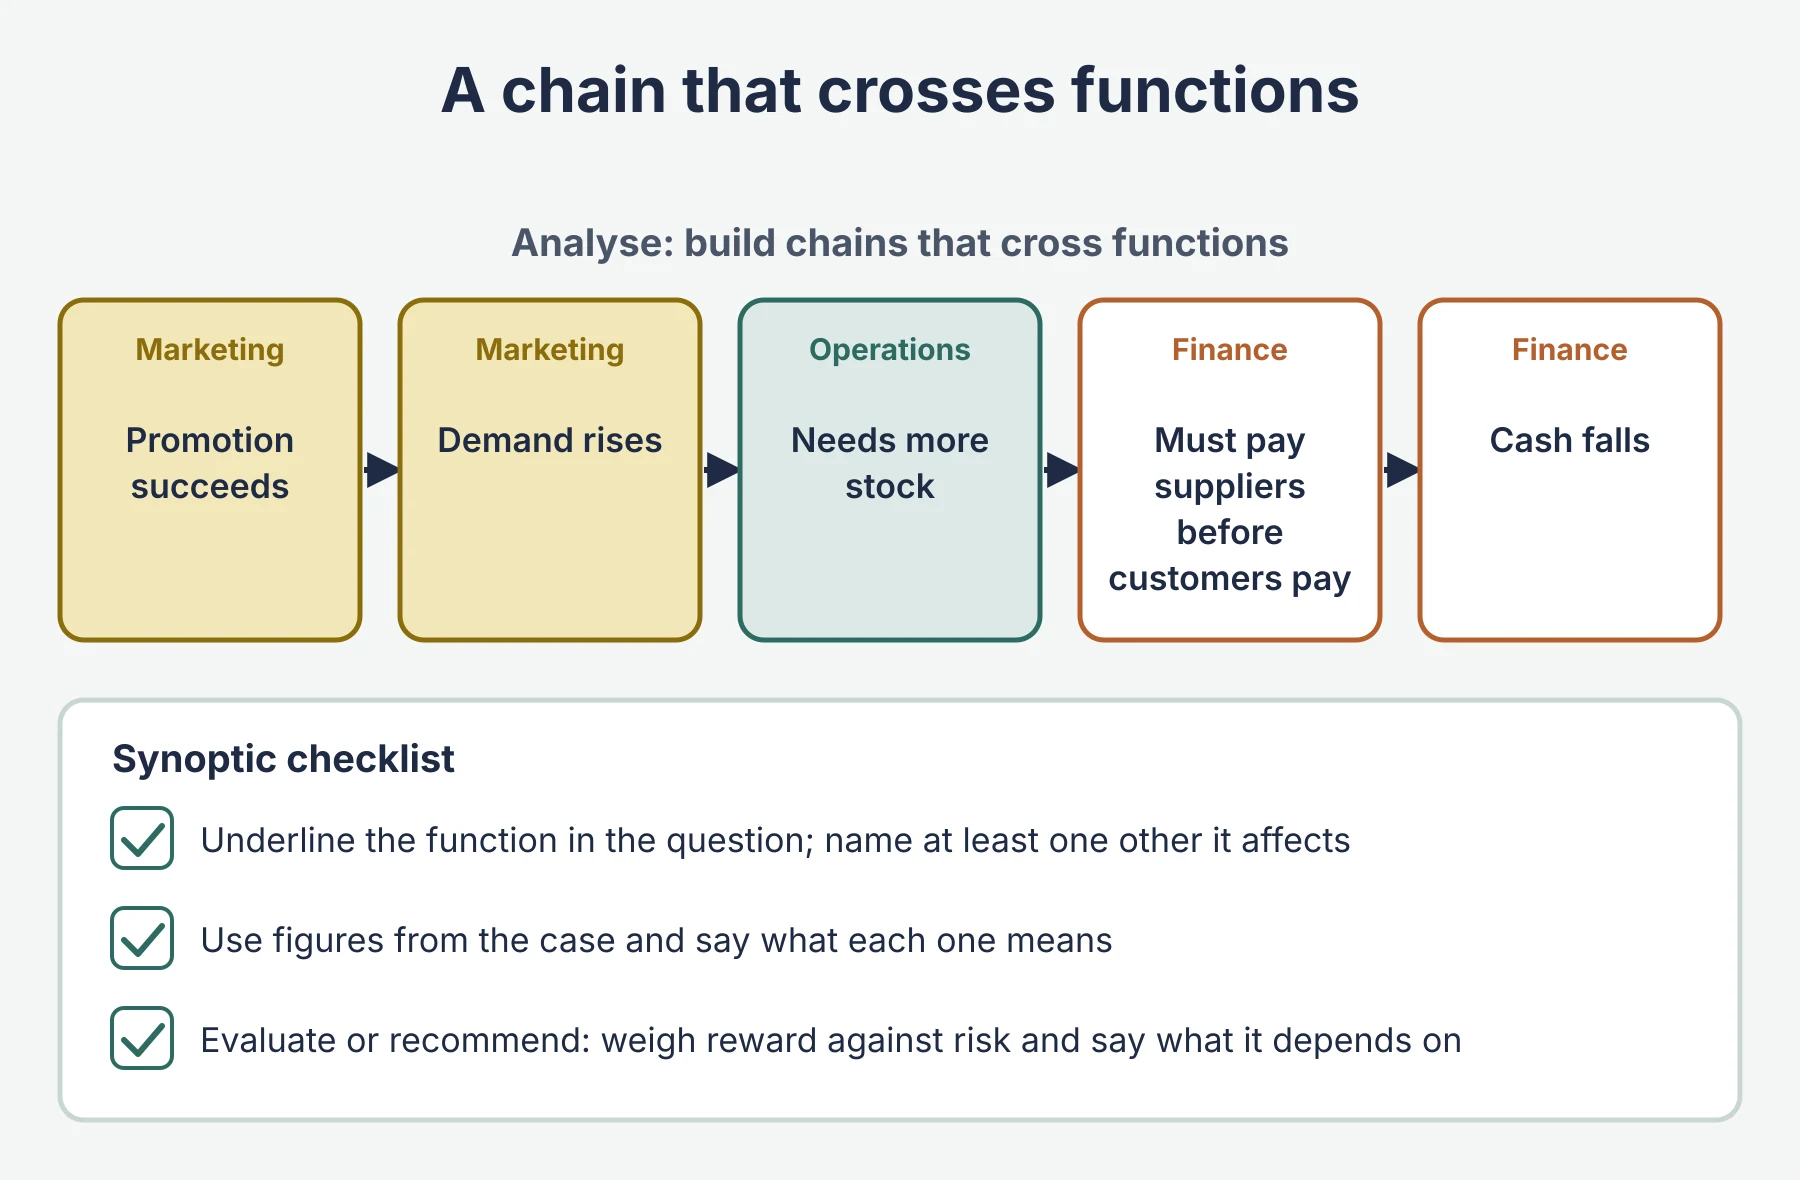 A chain that crosses functions
Analyse: build chains that cross functions
Marketing
Promotion
succeeds
Marketing
Demand rises
Operations
Needs more
stock
Finance
Must pay
suppliers
before
customers pay
Finance
Cash falls
Synoptic checklist
Underline the function in the question; name at least one other it affects
Use figures from the case and say what each one means
Evaluate or recommend: weigh reward against risk and say what it depends on